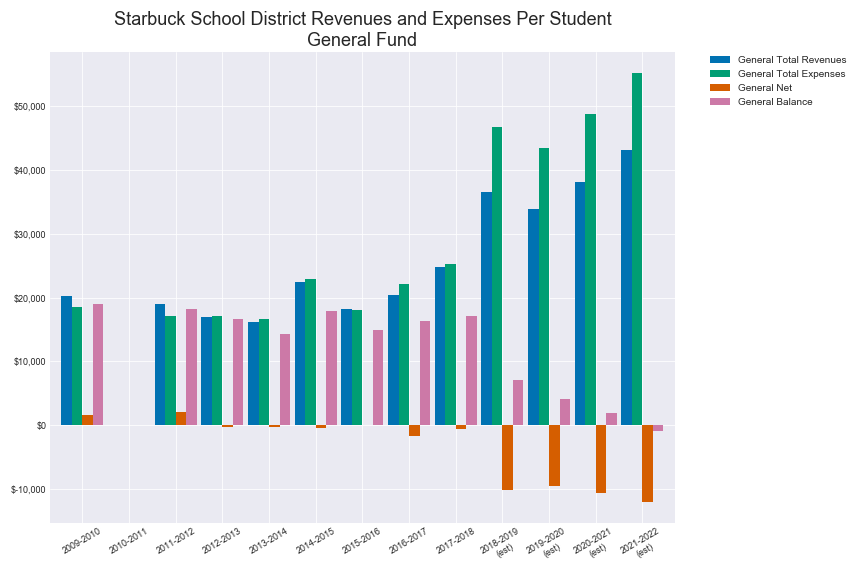 Starbuck School District Revenues and Expenses Per Student
General Fund
General Total Revenues
General Total Expenses
General Net
General Balance
$50,000
$40,000
$30,000
$20,000
$10,000
$0
$-10,000
2009-2010
2010-2011
2011-2012
2012-2013
2013-2014
2014-2015
2015-2016
2016-2017
2017-2018
2018-2019
(est)
2019-2020
(est)
2020-2021
(est)
2021-2022
(est)